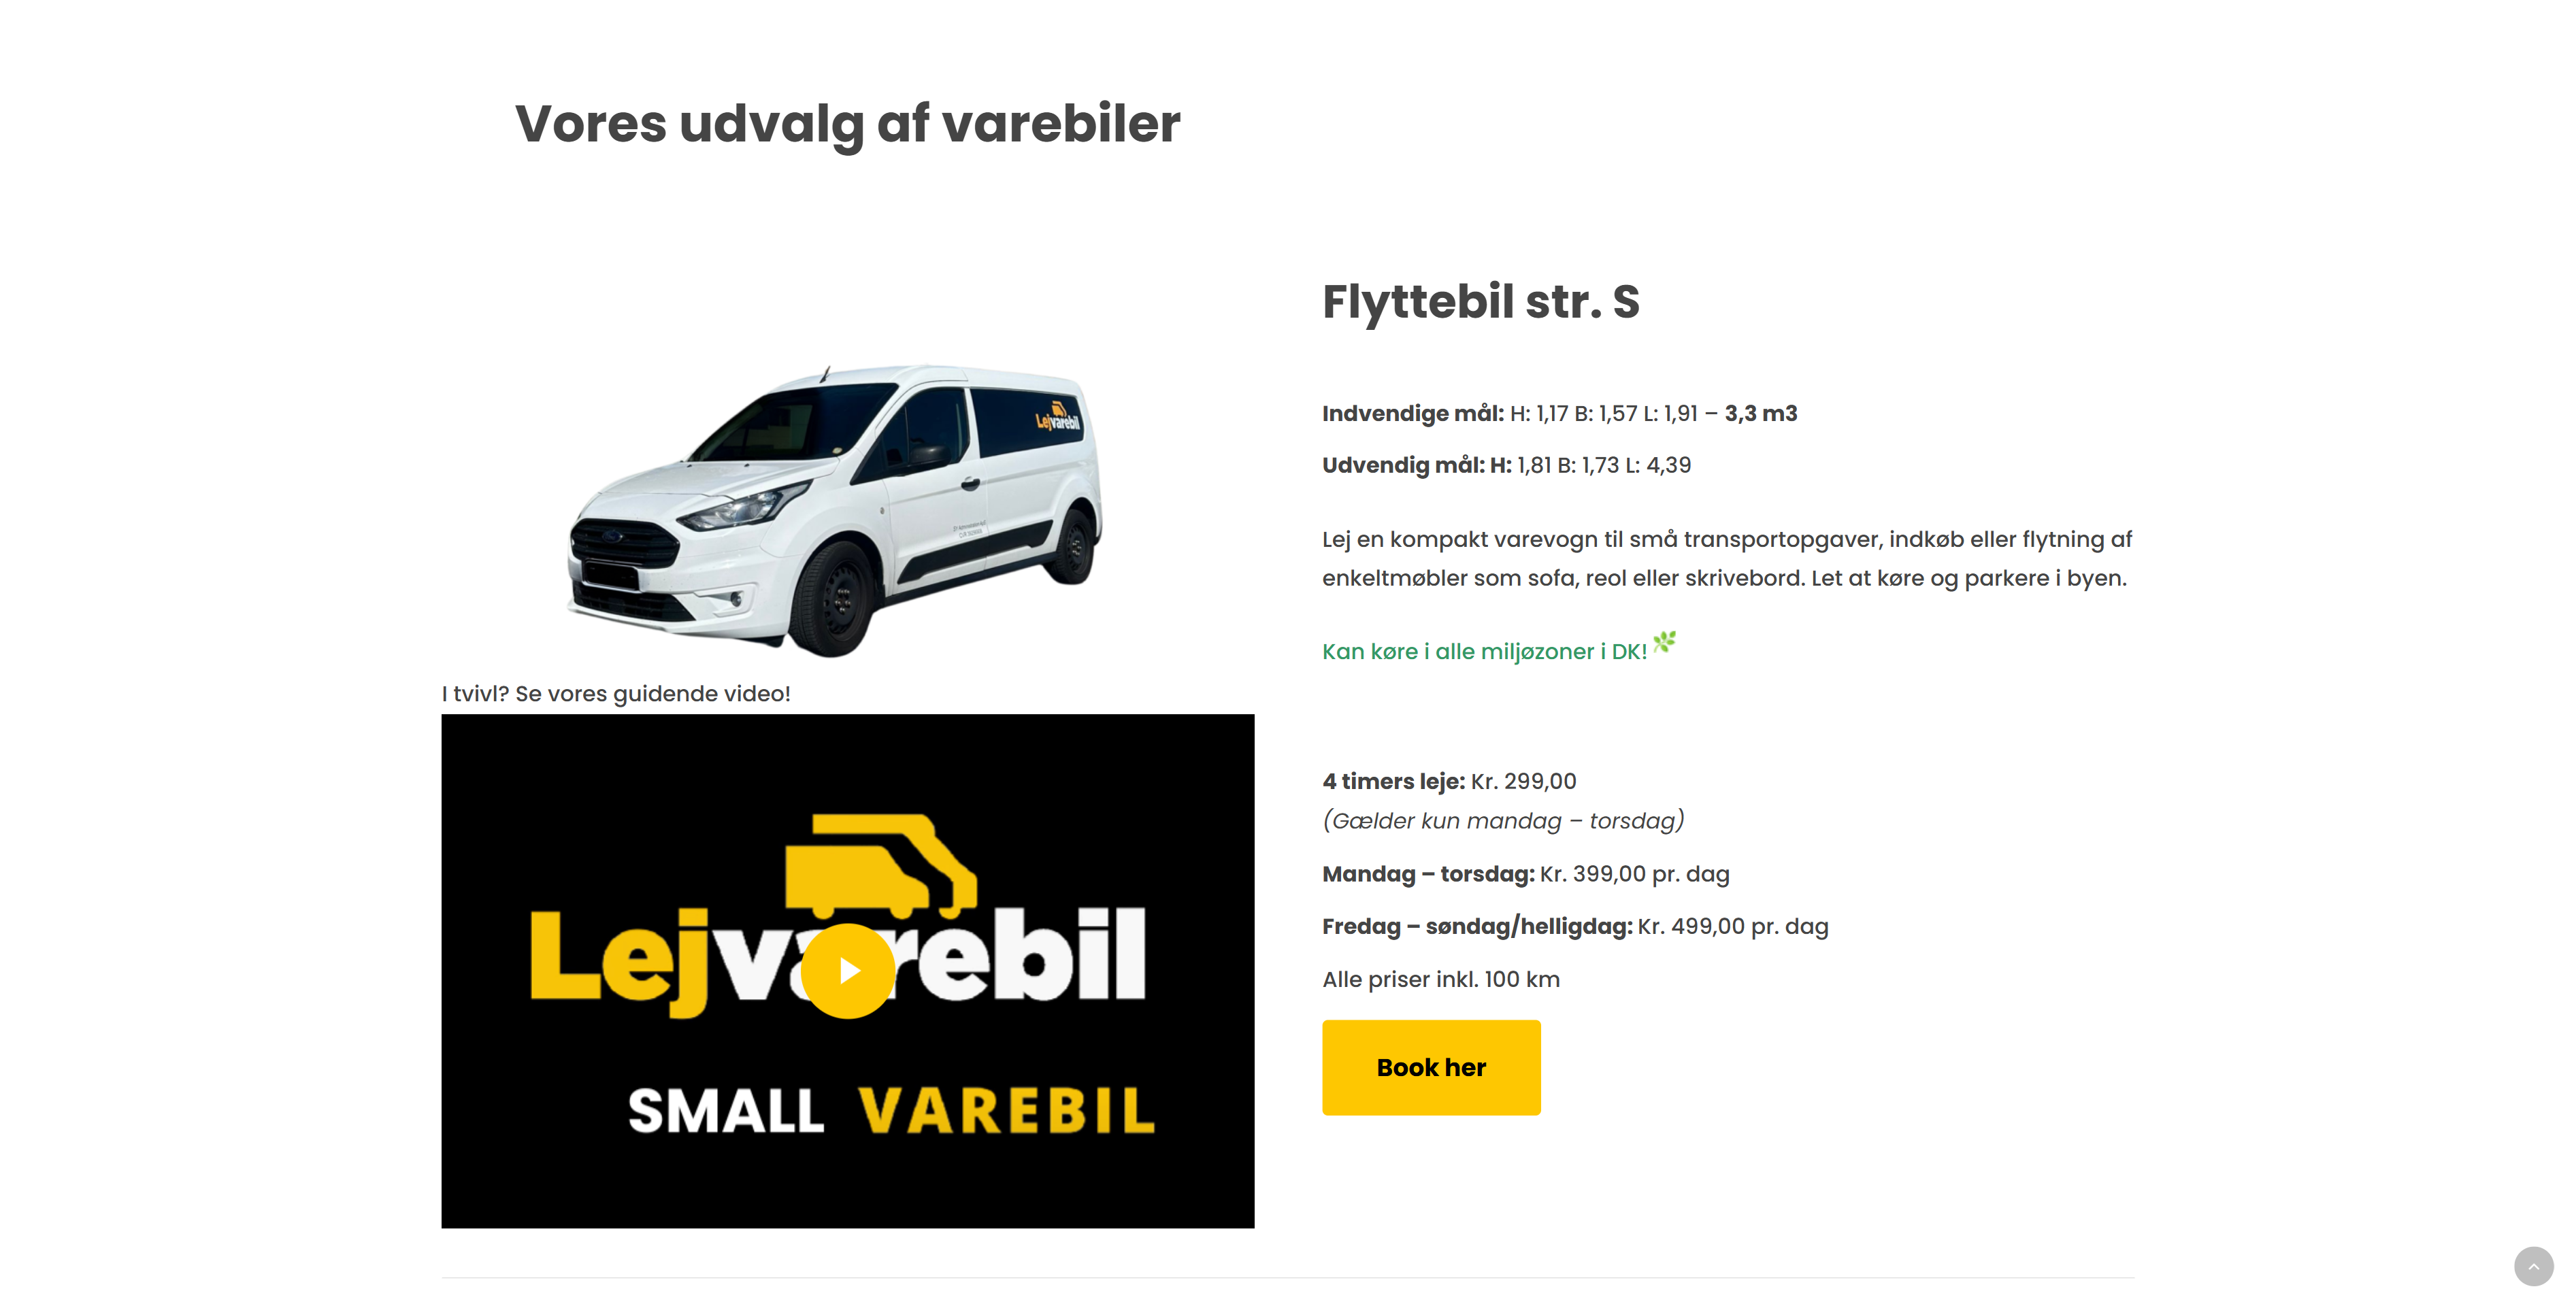 Vores udvalg af varebiler
Lejvarebil
I tvivl? Se vores guidende video!
Lejvarebil
SMALL VAREBIL
Flyttebil str. S
Indvendige mål: H: 1,17 B: 1,57 L: 1,91 – 3,3 m3
Udvendig mål: H: 1,81 B: 1,73 L: 4,39
Lej en kompakt varevogn til små transportopgaver, indkøb eller flytning af
enkeltmøbler som sofa, reol eller skrivebord. Let at køre og parkere i byen.
Kan køre i alle miljøzoner i DK!
4 timers leje: Kr. 299,00
(Gælder kun mandag – torsdag)
Mandag – torsdag: Kr. 399,00 pr. dag
Fredag – søndag/helligdag: Kr. 499,00 pr. dag
Alle priser inkl. 100 km
Book her